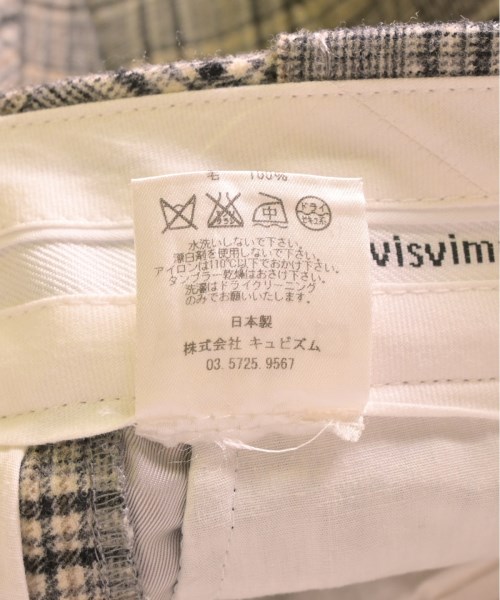 毛 100%
中 ドライ
水洗いしないで下さい。
漂白剤を使用しないで下さい。
アイロンは110℃以下でおかけ下さい。
タンブラー乾燥はおさけ下さい。
洗濯はドライクリーニング
のみでお願いいたします。
visvim
日本製
株式会社 キュビズム
03.5725.9567